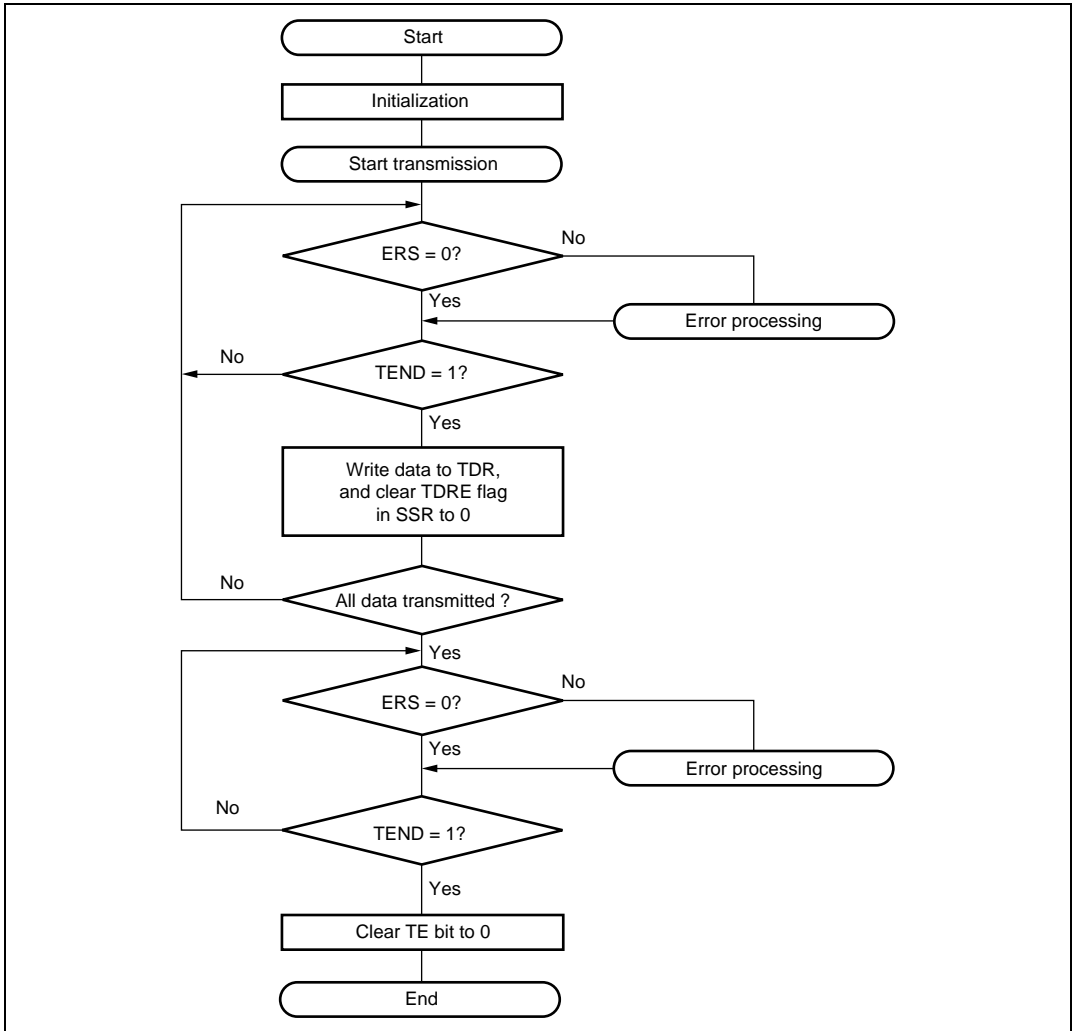 Start
Initialization
Start transmission
ERS = 0?
No
Yes
Error processing
No
TEND = 1?
Yes
Write data to TDR,
and clear TDRE flag
in SSR to 0
No
All data transmitted ?
Yes
No
ERS = 0?
Yes
Error processing
No
TEND = 1?
Yes
Clear TE bit to 0
End